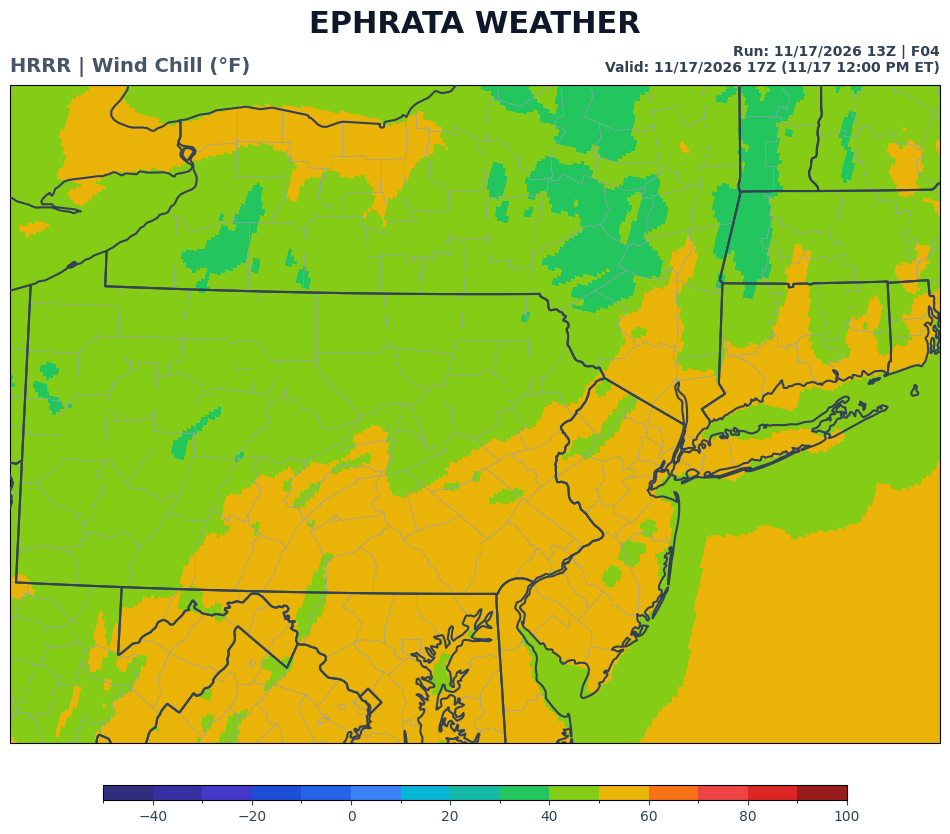 EPHRATA WEATHER
HRRR | Wind Chill (°F)
Run: 11/17/2026 13Z | F04
Valid: 11/17/2026 17Z (11/17 12:00 PM ET)
−40 −20 0 20 40 60 80 100